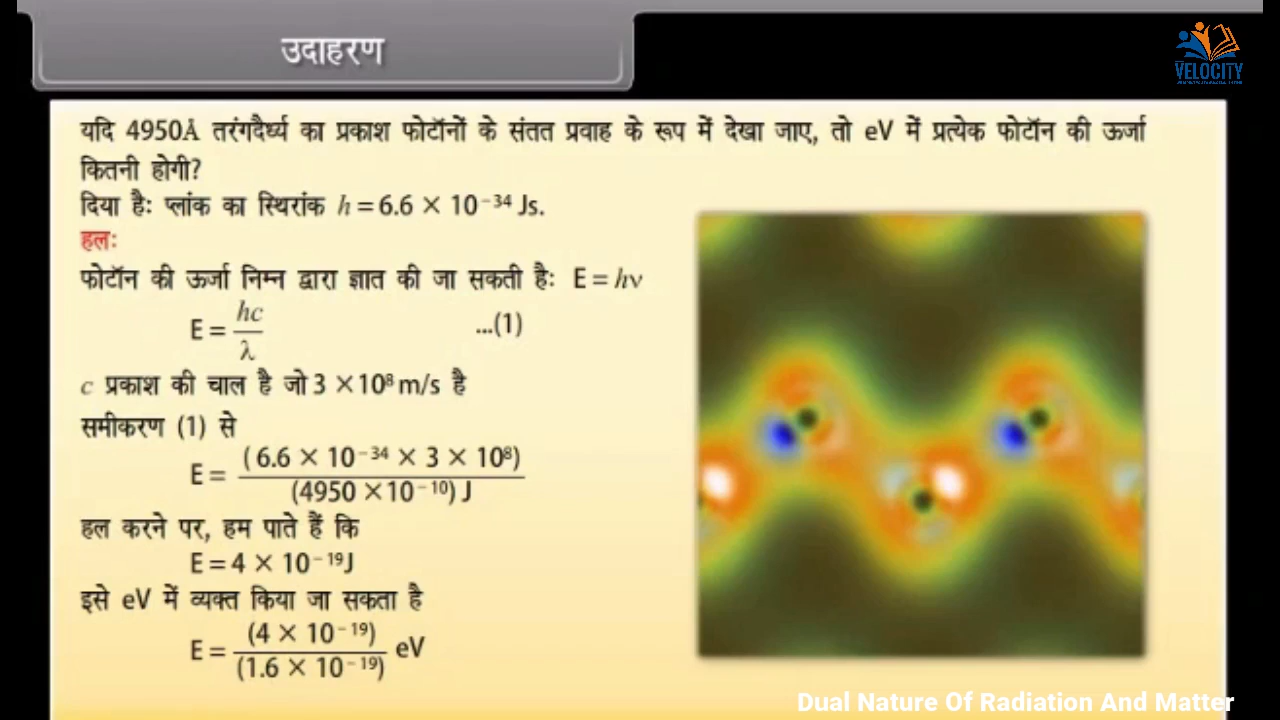 उदाहरण
VELOCITY
यदि 4950Å तरंगदैर्ध्य का प्रकाश फोटॉनों के संतत प्रवाह के रूप में देखा जाए, तो eV में प्रत्येक फोटॉन की ऊर्जा
कितनी होगी?
दिया हैः प्लांक का स्थिरांक h = 6.6 × 10⁻³⁴ Js.
हलः
फोटॉन की ऊर्जा निम्न द्वारा ज्ञात की जा सकती हैः E = hν
E = hc/λ ...(1)
c प्रकाश की चाल है जो 3 ×10⁸ m/s है
समीकरण (1) से
E = (6.6 × 10⁻³⁴ × 3 × 10⁸)/(4950 ×10⁻¹⁰) J
हल करने पर, हम पाते हैं कि
E = 4 × 10⁻¹⁹J
इसे eV में व्यक्त किया जा सकता है
E = (4 × 10⁻¹⁹)/(1.6 × 10⁻¹⁹) eV
Dual Nature Of Radiation And Matter